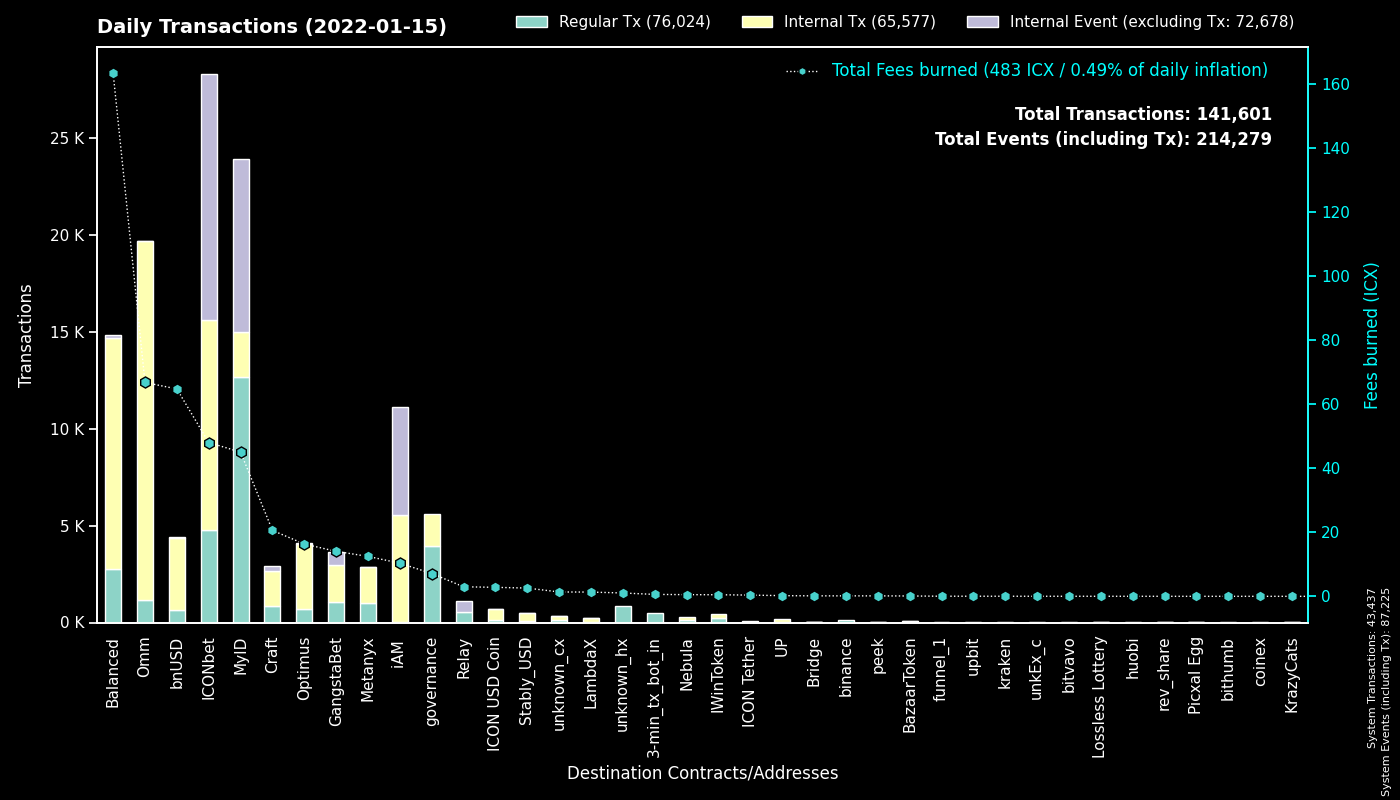 Daily Transactions (2022-01-15)
Regular Tx (76,024)
Internal Tx (65,577)
Internal Event (excluding Tx: 72,678)
Total Fees burned (483 ICX / 0.49% of daily inflation)
Total Transactions: 141,601
Total Events (including Tx): 214,279
Transactions
25 K
20 K
15 K
10 K
5 K
0 K
160
140
120
100
80
60
40
20
0
Fees burned (ICX)
Balanced
Omm
bnUSD
ICONbet
MyID
Craft
Optimus
GangstaBet
Metanyx
iAM
governance
Relay
ICON USD Coin
Stably_USD
unknown_cx
LambdaX
unknown_hx
3-min_tx_bot_in
Nebula
IWinToken
ICON Tether
UP
Bridge
binance
peek
BazaarToken
funnel_1
upbit
kraken
unkEx_c
bitvavo
Lossless Lottery
huobi
rev_share
Picxal Egg
bithumb
coinex
KrazyCats
Destination Contracts/Addresses
System Transactions: 43,437
System Events (including Tx): 87,225